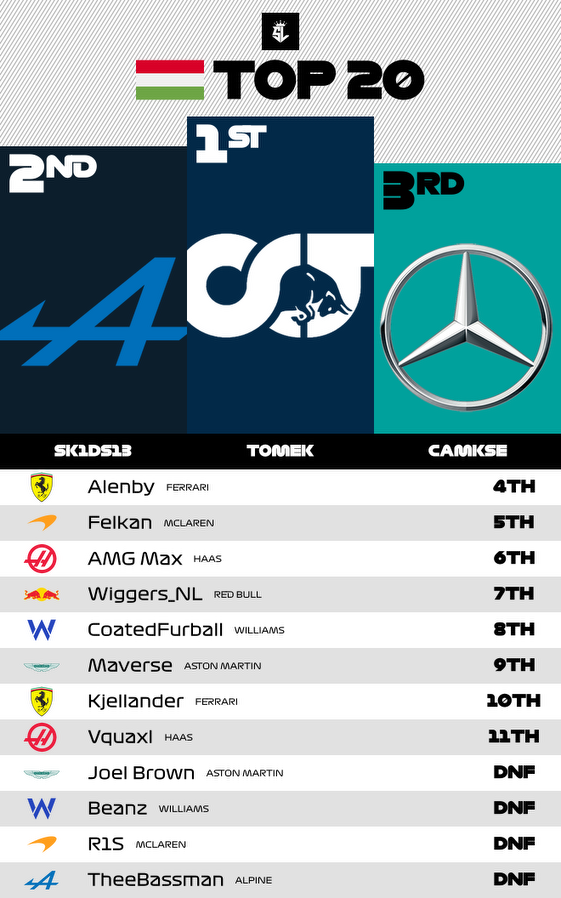 SL
TOP 20
2ND
1ST
3RD
SK1DS13 TOMEK CAMKSE
Alenby FERRARI 4TH
Felkan MCLAREN 5TH
AMG Max HAAS 6TH
Wiggers_NL RED BULL 7TH
CoatedFurball WILLIAMS 8TH
Maverse ASTON MARTIN 9TH
Kjellander FERRARI 10TH
Vquaxl HAAS 11TH
Joel Brown ASTON MARTIN DNF
Beanz WILLIAMS DNF
R1S MCLAREN DNF
TheeBassman ALPINE DNF